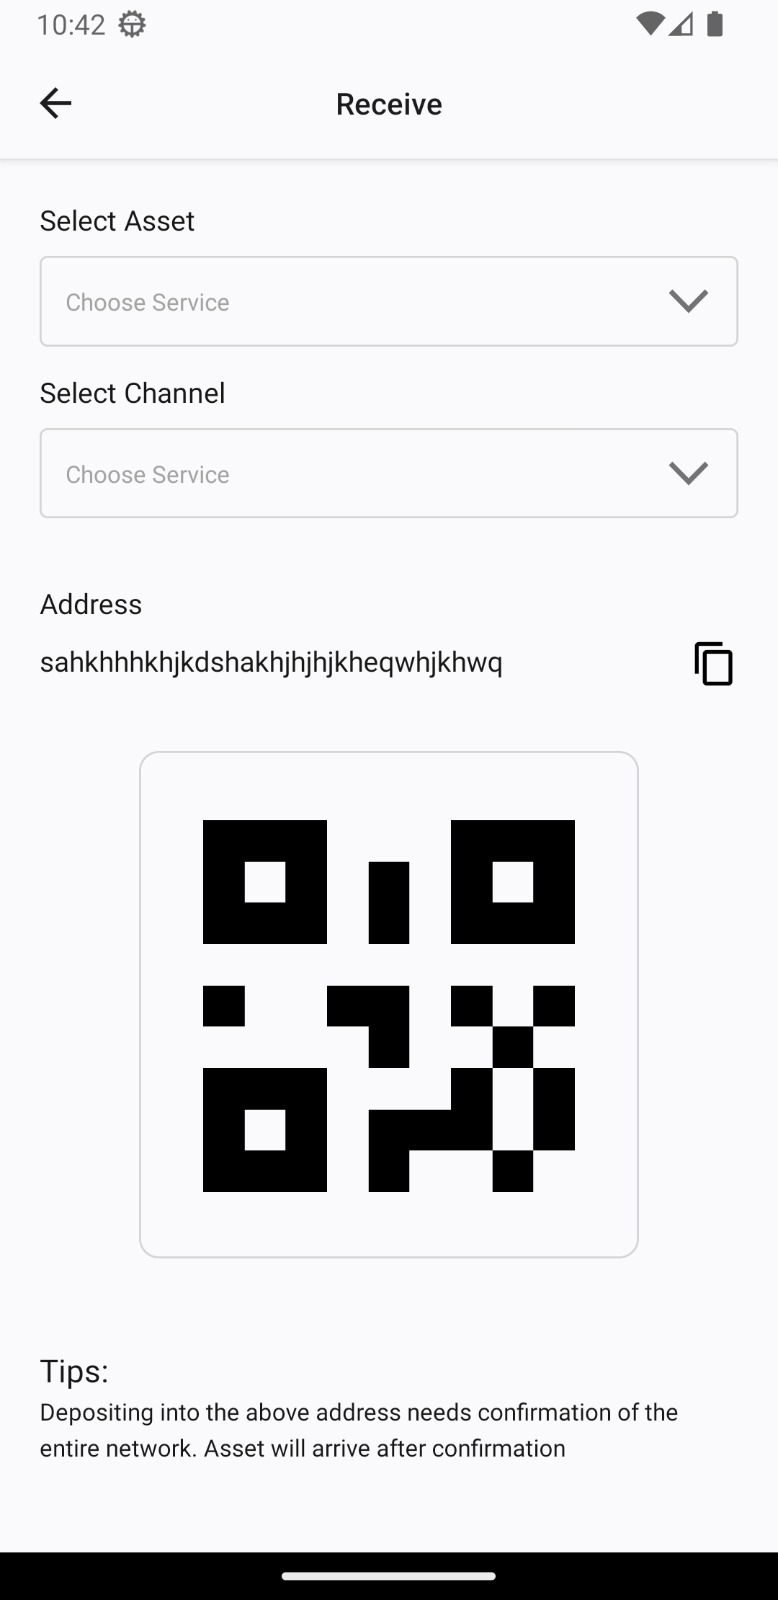 10:42
Receive
Select Asset
Choose Service
Select Channel
Choose Service
Address
sahkhhhkhjkdshakhjhjhjkheqwhjkhwq
Tips:
Depositing into the above address needs confirmation of the
entire network. Asset will arrive after confirmation